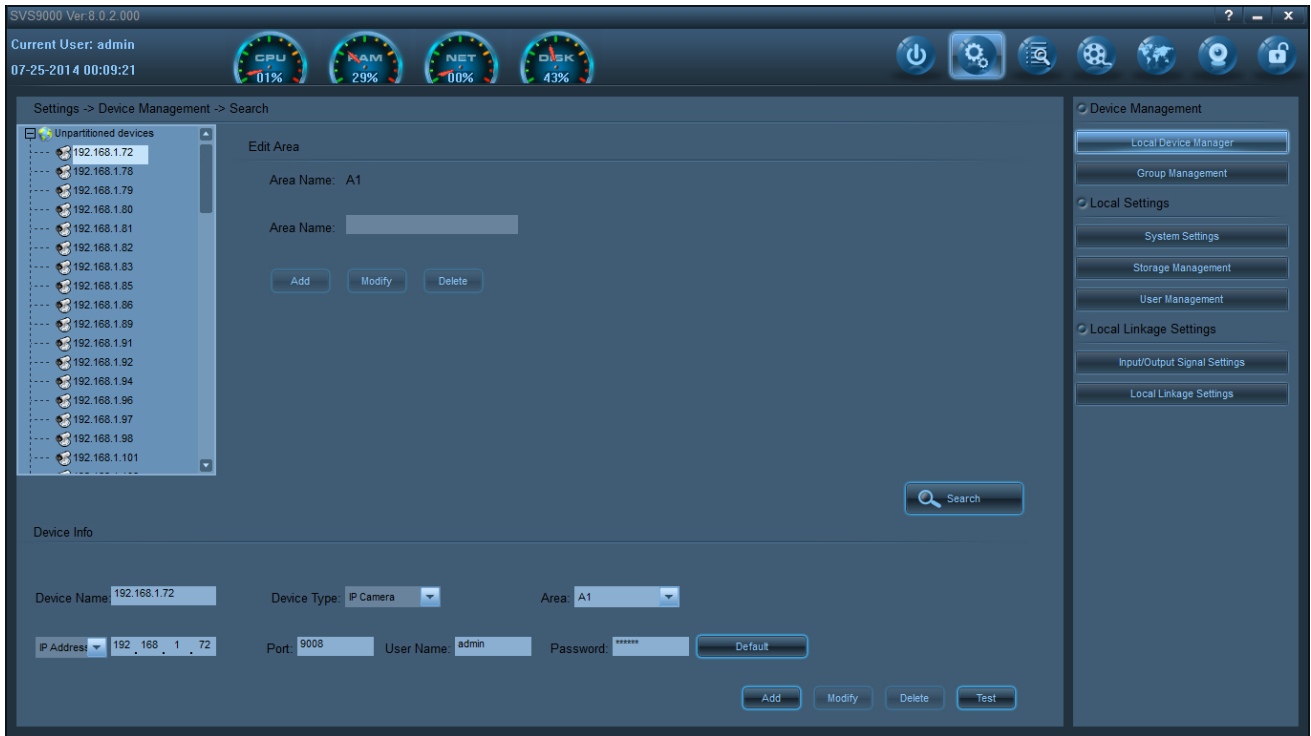 SVS9000 Ver:8.0.2.000
? – x
Current User: admin
07-25-2014 00:09:21
CPU
01%
RAM
29%
NET
00%
DISK
43%
Settings -> Device Management -> Search
Unpartitioned devices
192.168.1.72
192.168.1.78
192.168.1.79
192.168.1.80
192.168.1.81
192.168.1.82
192.168.1.83
192.168.1.85
192.168.1.86
192.168.1.89
192.168.1.91
192.168.1.92
192.168.1.94
192.168.1.96
192.168.1.97
192.168.1.98
192.168.1.101
Edit Area
Area Name: A1
Area Name:
Add Modify Delete
Search
Device Info
Device Name: 192.168.1.72 Device Type: IP Camera Area: A1
IP Address 192 . 168 . 1 . 72 Port: 9008 User Name: admin Password: ****** Default
Add Modify Delete Test
Device Management
Local Device Manager
Group Management
Local Settings
System Settings
Storage Management
User Management
Local Linkage Settings
Input/Output Signal Settings
Local Linkage Settings